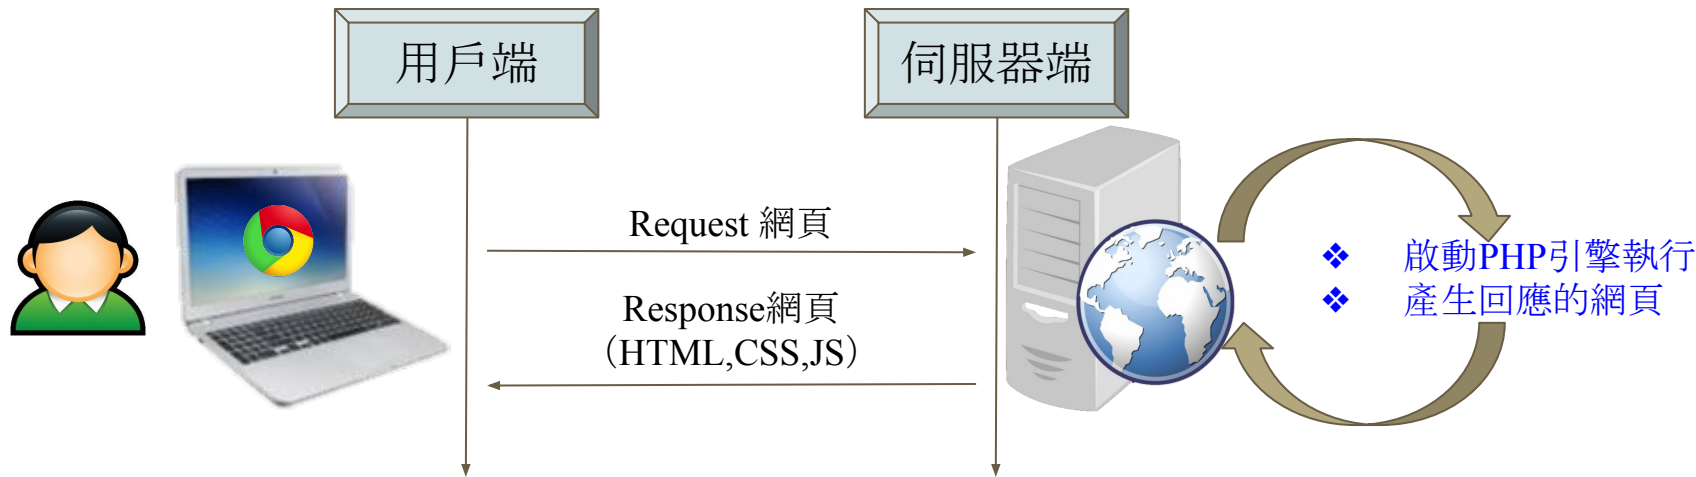 用戶端
伺服器端
Request 網頁
Response網頁
（HTML,CSS,JS）
❖ 啟動PHP引擎執行
❖ 產生回應的網頁